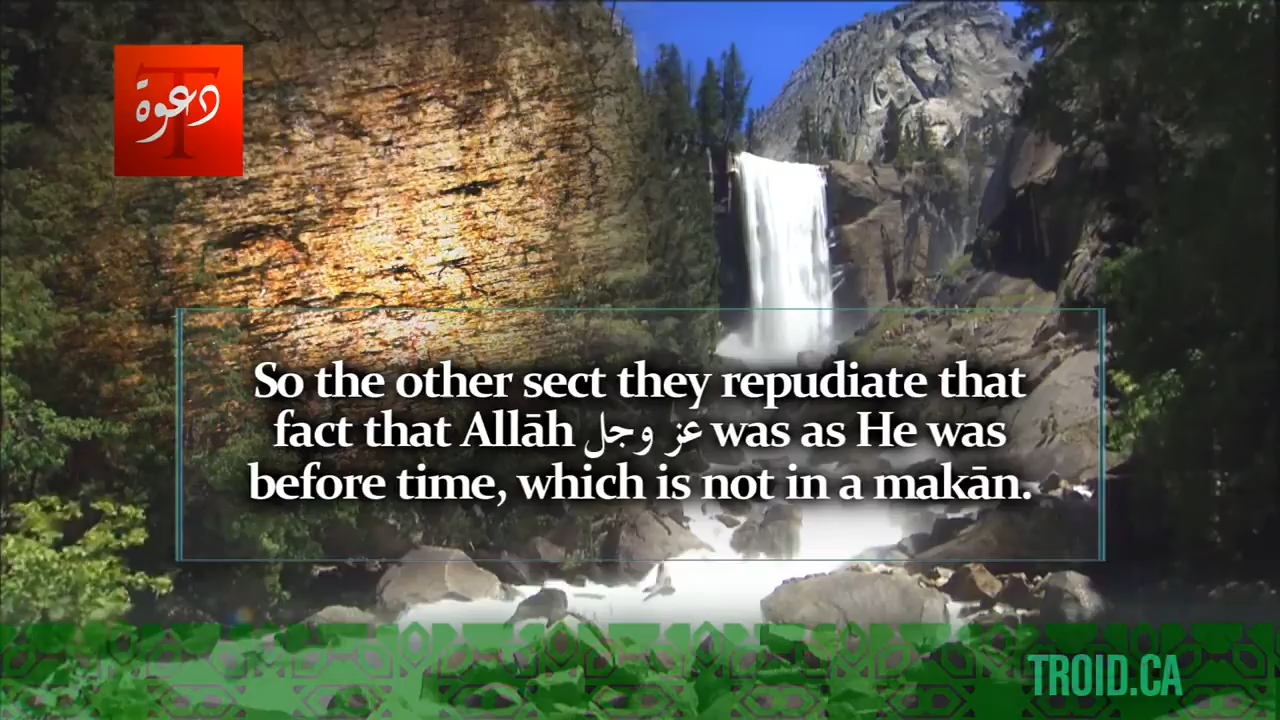 دعوة
T
So the other sect they repudiate that
fact that Allāh عز وجل was as He was
before time, which is not in a makān.
TROID.CA